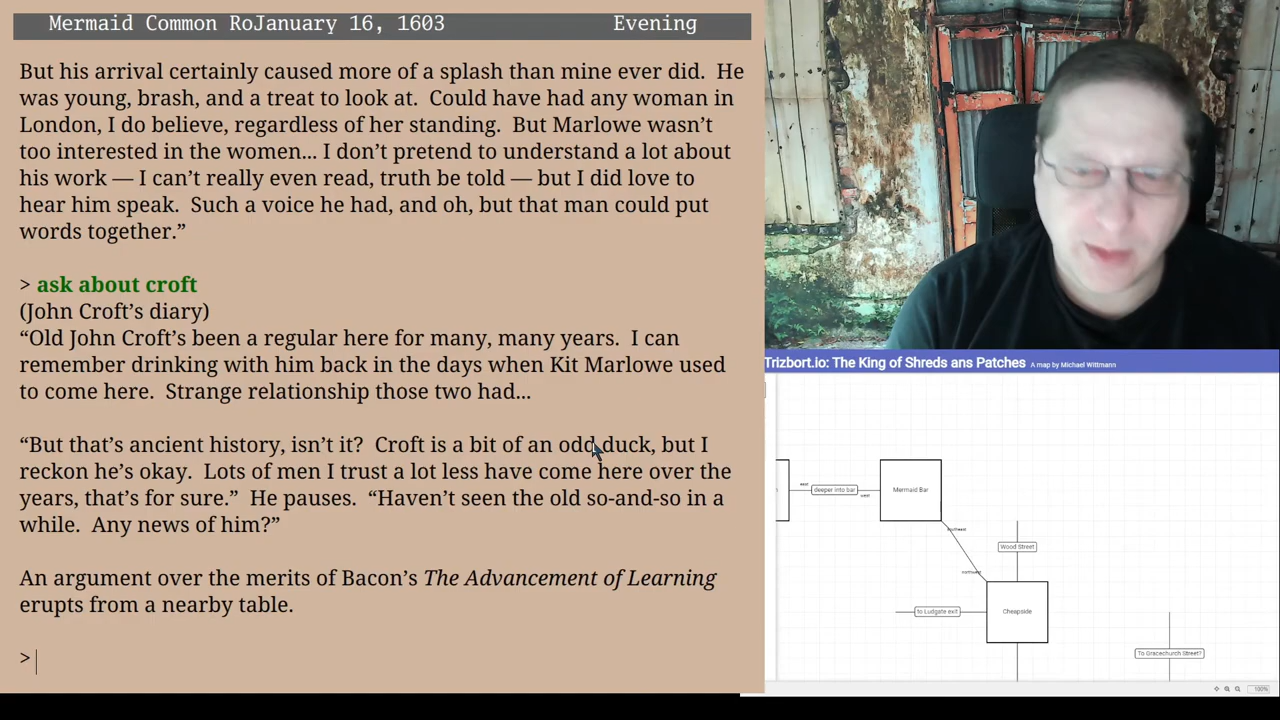 Mermaid Common RoJanuary 16, 1603 Evening
But his arrival certainly caused more of a splash than mine ever did. He
was young, brash, and a treat to look at. Could have had any woman in
London, I do believe, regardless of her standing. But Marlowe wasn’t
too interested in the women... I don’t pretend to understand a lot about
his work — I can’t really even read, truth be told — but I did love to
hear him speak. Such a voice he had, and oh, but that man could put
words together.”
> ask about croft
(John Croft’s diary)
“Old John Croft’s been a regular here for many, many years. I can
remember drinking with him back in the days when Kit Marlowe used
to come here. Strange relationship those two had...
“But that’s ancient history, isn’t it? Croft is a bit of an odd duck, but I
reckon he’s okay. Lots of men I trust a lot less have come here over the
years, that’s for sure.” He pauses. “Haven’t seen the old so-and-so in a
while. Any news of him?”
An argument over the merits of Bacon’s The Advancement of Learning
erupts from a nearby table.
>
Trizbort.io: The King of Shreds ans Patches A map by Michael Wittmann
east
deeper into bar
west
Mermaid Bar
southeast
Wood Street
northwest
to Ludgate exit
Cheapside
To Gracechurch Street?
100%